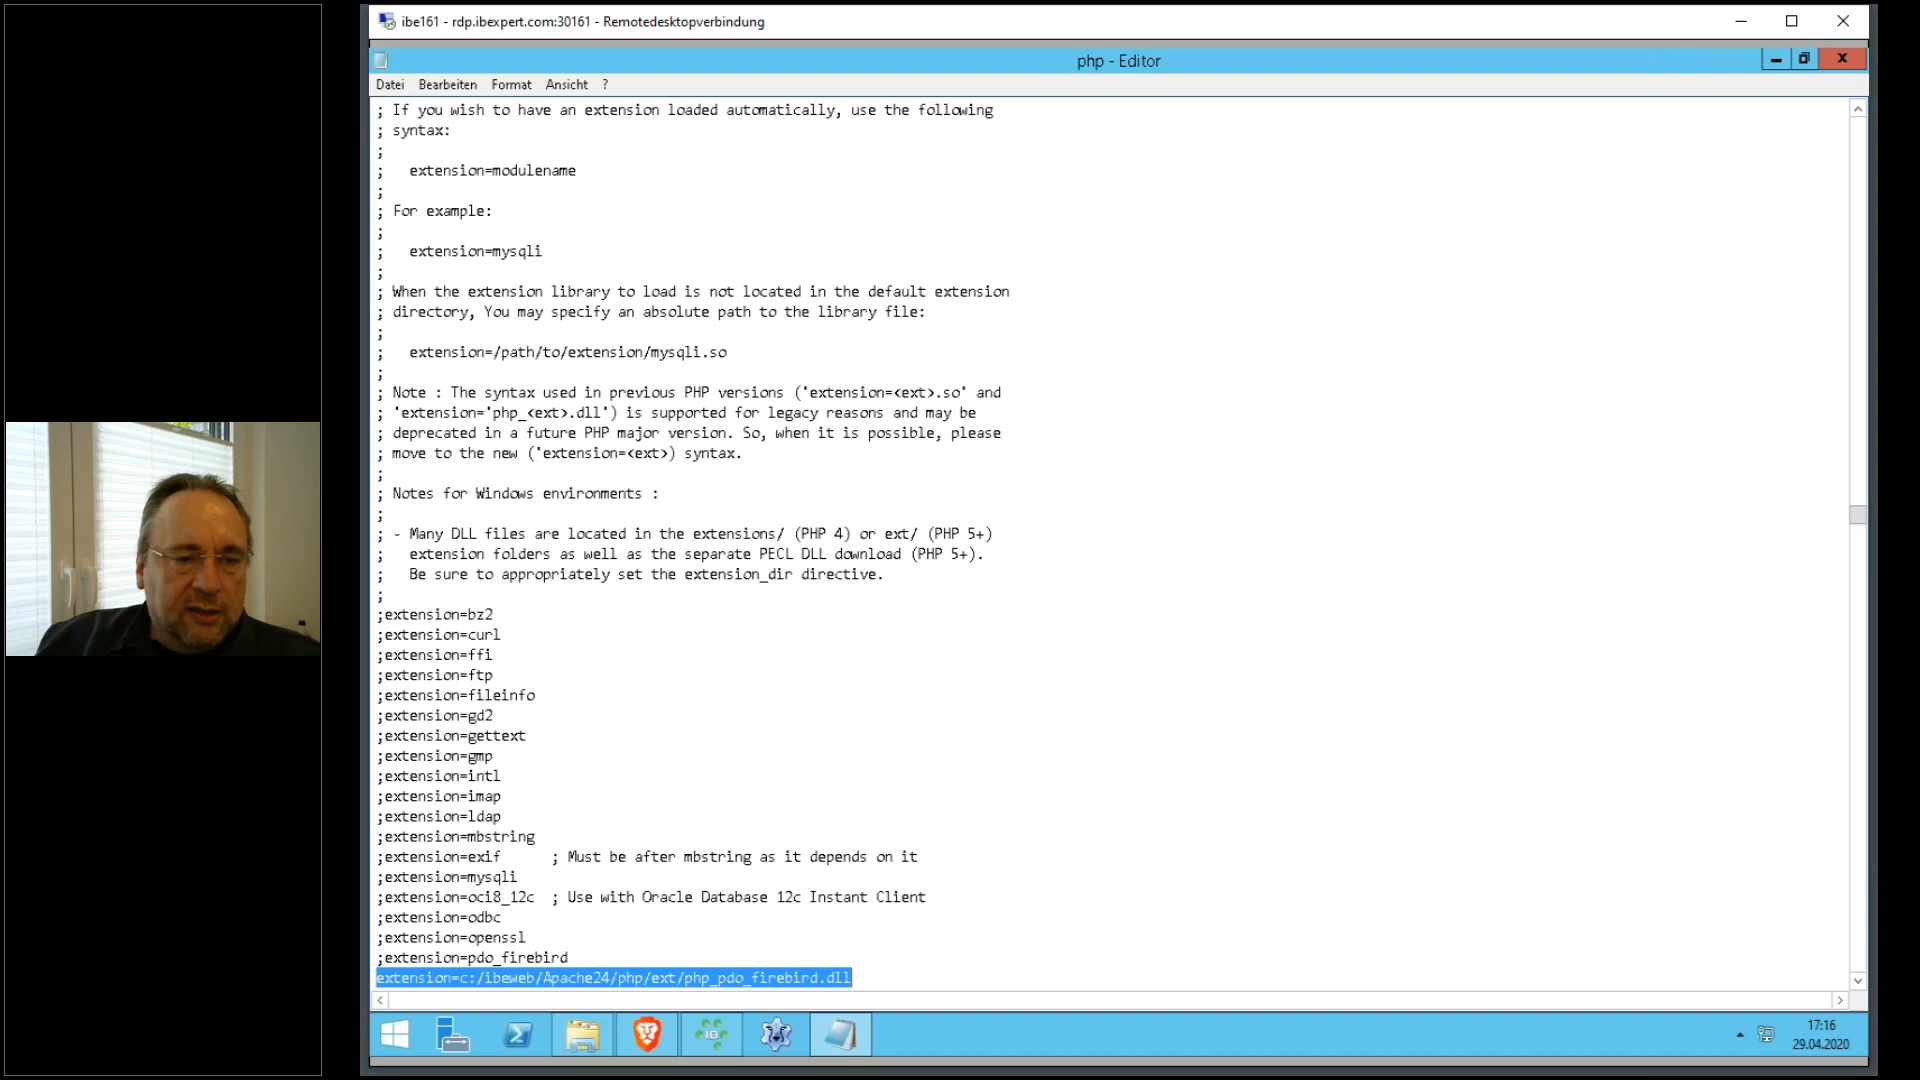 ibe161 - rdp.ibexpert.com:30161 - Remotedesktopverbindung
php - Editor
Datei Bearbeiten Format Ansicht ?
; If you wish to have an extension loaded automatically, use the following
; syntax:
;
;   extension=modulename
;
; For example:
;
;   extension=mysqli
;
; When the extension library to load is not located in the default extension
; directory, You may specify an absolute path to the library file:
;
;   extension=/path/to/extension/mysqli.so
;
; Note : The syntax used in previous PHP versions ('extension=<ext>.so' and
; 'extension='php_<ext>.dll') is supported for legacy reasons and may be
; deprecated in a future PHP major version. So, when it is possible, please
; move to the new ('extension=<ext>) syntax.
;
; Notes for Windows environments :
;
; - Many DLL files are located in the extensions/ (PHP 4) or ext/ (PHP 5+)
;   extension folders as well as the separate PECL DLL download (PHP 5+).
;   Be sure to appropriately set the extension_dir directive.
;
;extension=bz2
;extension=curl
;extension=ffi
;extension=ftp
;extension=fileinfo
;extension=gd2
;extension=gettext
;extension=gmp
;extension=intl
;extension=imap
;extension=ldap
;extension=mbstring
;extension=exif      ; Must be after mbstring as it depends on it
;extension=mysqli
;extension=oci8_12c  ; Use with Oracle Database 12c Instant Client
;extension=odbc
;extension=openssl
;extension=pdo_firebird
extension=c:/ibeweb/Apache24/php/ext/php_pdo_firebird.dll
IB
17:16
29.04.2020